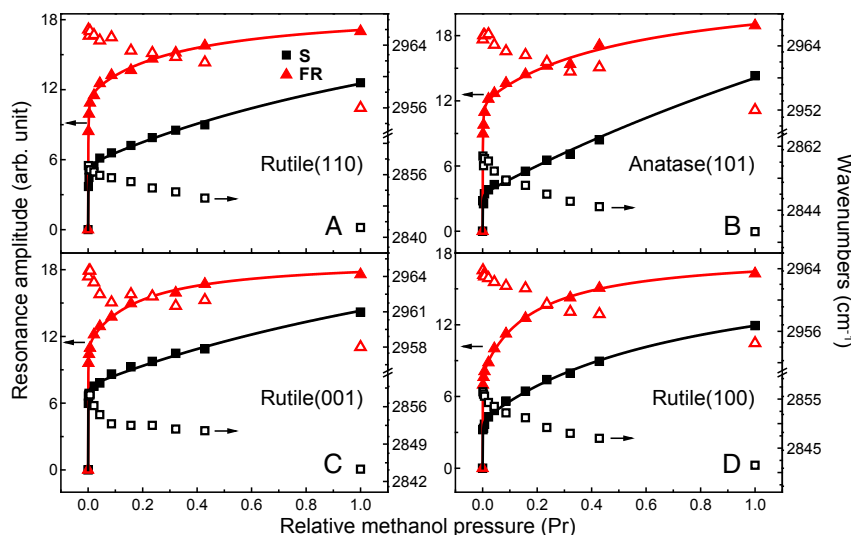 Resonance amplitude (arb. unit)
Wavenumbers (cm⁻¹)
Relative methanol pressure (Pr)
18
12
6
0
S
FR
Rutile(110)
A
2964
2956
2856
2840
18
12
6
0
Anatase(101)
B
2964
2952
2862
2844
18
12
6
0
Rutile(001)
C
2964
2961
2958
2856
2849
2842
0.0 0.2 0.4 0.6 0.8 1.0
18
12
6
0
Rutile(100)
D
2964
2956
2855
2845
0.0 0.2 0.4 0.6 0.8 1.0